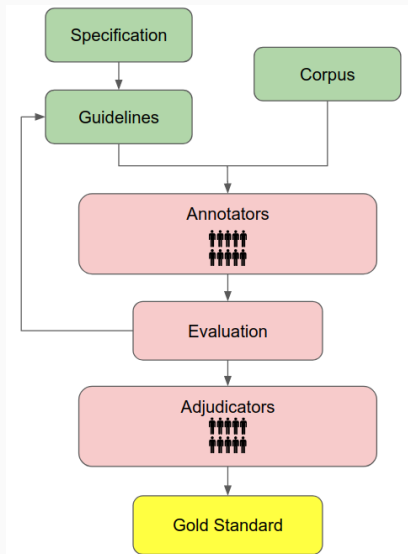 Specification
Corpus
Guidelines
Annotators
Evaluation
Adjudicators
Gold Standard